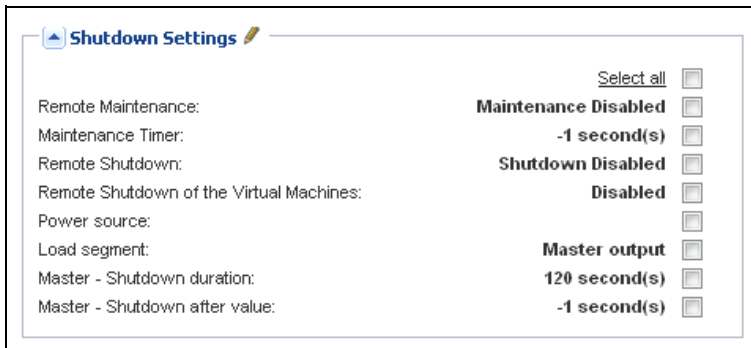 Shutdown Settings
Select all
Remote Maintenance: Maintenance Disabled
Maintenance Timer: -1 second(s)
Remote Shutdown: Shutdown Disabled
Remote Shutdown of the Virtual Machines: Disabled
Power source:
Load segment: Master output
Master - Shutdown duration: 120 second(s)
Master - Shutdown after value: -1 second(s)